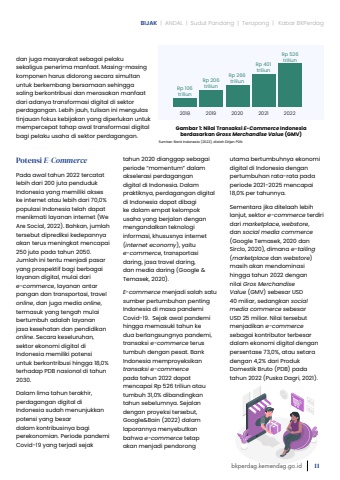 BIJAK | ANDAL | Sudut Pandang | Teropong | Kabar BKPerdag
dan juga masyarakat sebagai pelaku
sekaligus penerima manfaat. Masing-masing
komponen harus didorong secara simultan
untuk berkembang bersamaan sehingga
saling berkontribusi dan merasakan manfaat
dari adanya transformasi digital di sektor
perdagangan. Lebih jauh, tulisan ini mengulas
tinjauan fokus kebijakan yang diperlukan untuk
mempercepat tahap awal transformasi digital
bagi pelaku usaha di sektor perdagangan.
Rp 106
triliun
Rp 206
triliun
Rp 266
triliun
Rp 401
triliun
Rp 526
triliun
2018 2019 2020 2021 2022
Gambar 1: Nilai Transaksi E-Commerce Indonesia
berdasarkan Gross Merchandise Value (GMV)
Sumber: Bank Indonesia (2022), diolah Ditjen PDN
Potensi E-Commerce
Pada awal tahun 2022 tercatat
lebih dari 200 juta penduduk
Indonesia yang memiliki akses
ke internet atau lebih dari 70,0%
populasi Indonesia telah dapat
menikmati layanan internet (We
Are Social, 2022). Bahkan, jumlah
tersebut diprediksi kedepannya
akan terus meningkat mencapai
250 juta pada tahun 2050.
Jumlah ini tentu menjadi pasar
yang prospektif bagi berbagai
layanan digital, mulai dari
e-commerce, layanan antar
pangan dan transportasi, travel
online, dan juga media online,
termasuk yang tengah mulai
bertumbuh adalah layanan
jasa kesehatan dan pendidikan
online. Secara keseluruhan,
sektor ekonomi digital di
Indonesia memiliki potensi
untuk berkontribusi hingga 18,0%
terhadap PDB nasional di tahun
2030.
Dalam lima tahun terakhir,
perdagangan digital di
Indonesia sudah menunjukkan
potensi yang besar
dalam kontribusinya bagi
perekonomian. Periode pandemi
Covid-19 yang terjadi sejak
tahun 2020 dianggap sebagai
periode "momentum" dalam
akselerasi perdagangan
digital di Indonesia. Dalam
praktiknya, perdagangan digital
di Indonesia dapat dibagi
ke dalam empat kelompok
usaha yang berjalan dengan
mengandalkan teknologi
informasi, khususnya internet
(internet economy), yaitu
e-commerce, transportasi
daring, jasa travel daring,
dan media daring (Google &
Temasek, 2020).
E-commerce menjadi salah satu
sumber pertumbuhan penting
Indonesia di masa pandemi
Covid-19. Sejak awal pandemi
hingga memasuki tahun ke
dua berlangsungnya pandemi,
transaksi e-commerce terus
tumbuh dengan pesat. Bank
Indonesia memproyeksikan
transaksi e-commerce
pada tahun 2022 dapat
mencapai Rp 526 triliun atau
tumbuh 31,0% dibandingkan
tahun sebelumnya. Sejalan
dengan proyeksi tersebut,
Google&Bain (2022) dalam
laporannya menyebutkan
bahwa e-commerce tetap
akan menjadi pendorong
utama bertumbuhnya ekonomi
digital di Indonesia dengan
pertumbuhan rata-rata pada
periode 2021-2025 mencapai
18,0% per tahunnya.
Sementara jika ditelaah lebih
lanjut, sektor e-commerce terdiri
dari marketplace, webstore,
dan social media commerce
(Google Temasek, 2020 dan
Sirclo, 2020), dimana e-tailing
(marketplace dan webstore)
masih akan mendominasi
hingga tahun 2022 dengan
nilai Gross Merchandise
Value (GMV) sebesar USD
40 miliar, sedangkan social
media commerce sebesar
USD 25 miliar. Nilai tersebut
menjadikan e-commerce
sebagai kontributor terbesar
dalam ekonomi digital dengan
persentase 73,0%, atau setara
dengan 4,2% dari Produk
Domestik Bruto (PDB) pada
tahun 2022 (Puska Dagri, 2021).
bkperdag.kemendag.go.id | 11